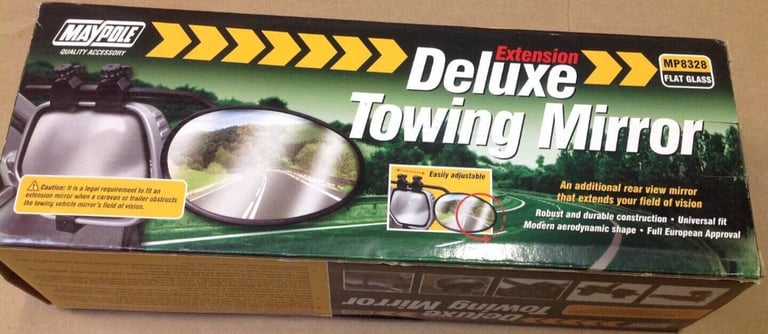 MAYPOLE
QUALITY ACCESSORY
Extension
Deluxe
Towing Mirror
MP8328
FLAT GLASS
Caution: It is a legal requirement to fit an
extension mirror when a caravan or trailer obstructs
the towing vehicle mirror's field of vision.
Easily adjustable
An additional rear view mirror
that extends your field of vision
Robust and durable construction • Universal fit
Modern aerodynamic shape • Full European Approval
Deluxe
Towing Mirror